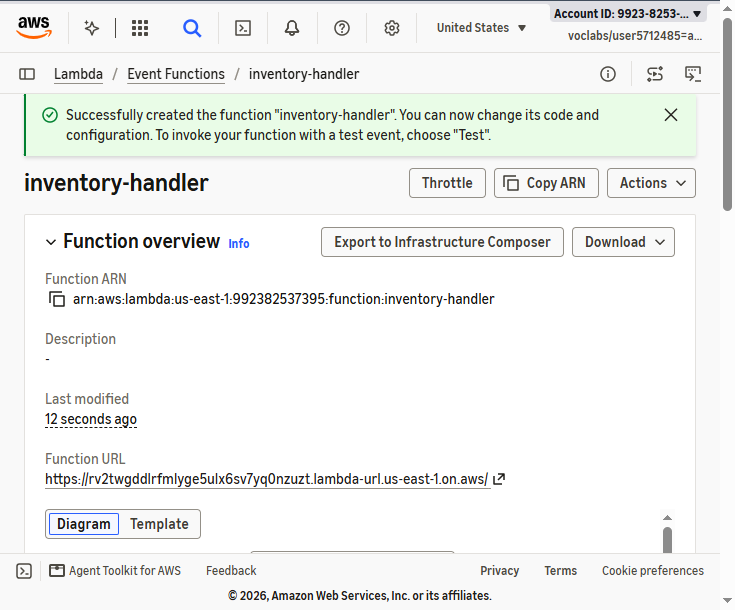 aws
United States
Account ID: 9923-8253-...
voclabs/user5712485=a...
Lambda / Event Functions / inventory-handler
Successfully created the function "inventory-handler". You can now change its code and
configuration. To invoke your function with a test event, choose "Test".
inventory-handler
Throttle
Copy ARN
Actions
Function overview
Info
Export to Infrastructure Composer
Download
Function ARN
arn:aws:lambda:us-east-1:992382537395:function:inventory-handler
Description
-
Last modified
12 seconds ago
Function URL
https://rv2twgddlrfmlyge5ulx6sv7yq0nzuzt.lambda-url.us-east-1.on.aws/
Diagram
Template
Agent Toolkit for AWS
Feedback
Privacy
Terms
Cookie preferences
© 2026, Amazon Web Services, Inc. or its affiliates.